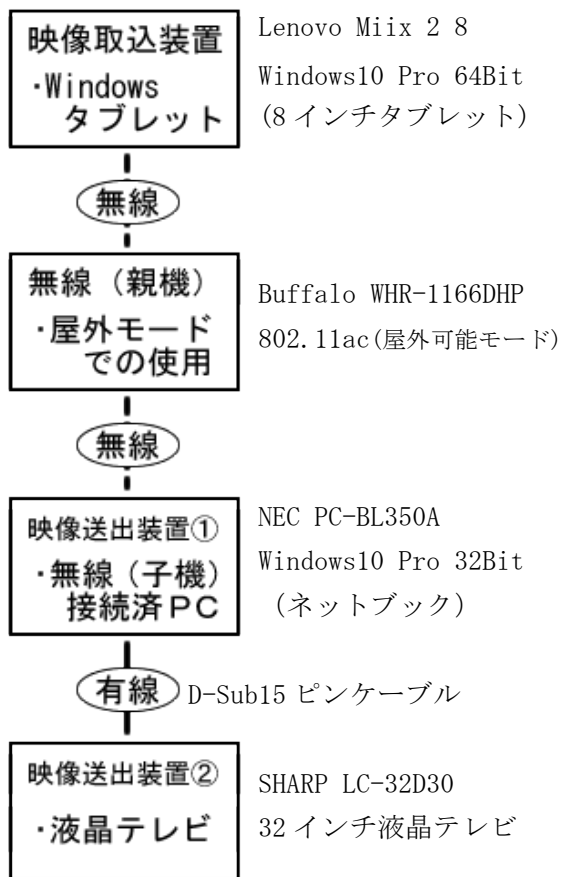 映像取込装置
・Windows
タブレット
Lenovo Miix 2 8
Windows10 Pro 64Bit
(8 インチタブレット)
無線
無線（親機）
・屋外モード
での使用
Buffalo WHR-1166DHP
802.11ac(屋外可能モード)
無線
映像送出装置①
・無線（子機）
接続済ＰＣ
NEC PC-BL350A
Windows10 Pro 32Bit
（ネットブック）
有線
D-Sub15 ピンケーブル
映像送出装置②
・液晶テレビ
SHARP LC-32D30
32 インチ液晶テレビ